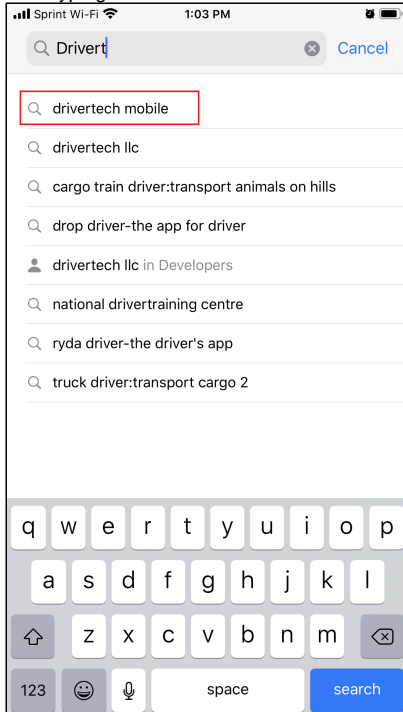 Sprint Wi-Fi 1:03 PM
Drivert Cancel
drivertech mobile
drivertech llc
cargo train driver:transport animals on hills
drop driver-the app for driver
drivertech llc in Developers
national drivertraining centre
ryda driver-the driver's app
truck driver:transport cargo 2
q w e r t y u i o p
a s d f g h j k l
z x c v b n m
123 space search